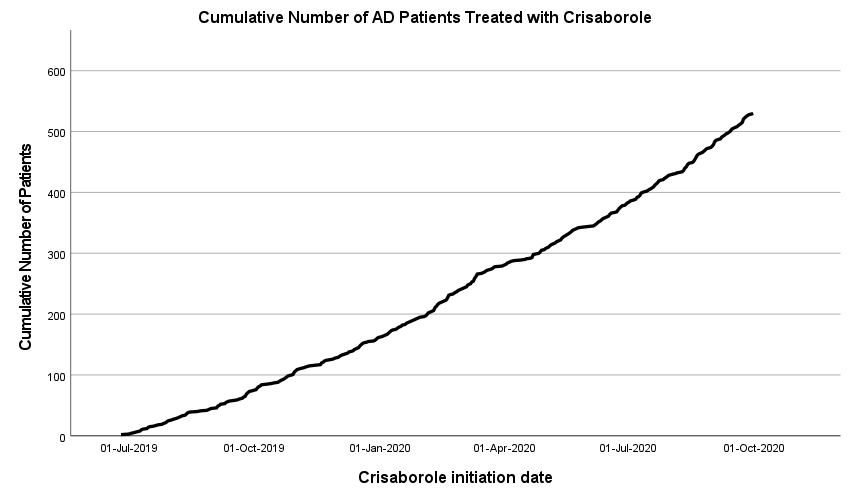 Cumulative Number of AD Patients Treated with Crisaborole
Cumulative Number of Patients
600
500
400
300
200
100
0
01-Jul-2019 01-Oct-2019 01-Jan-2020 01-Apr-2020 01-Jul-2020 01-Oct-2020
Crisaborole initiation date